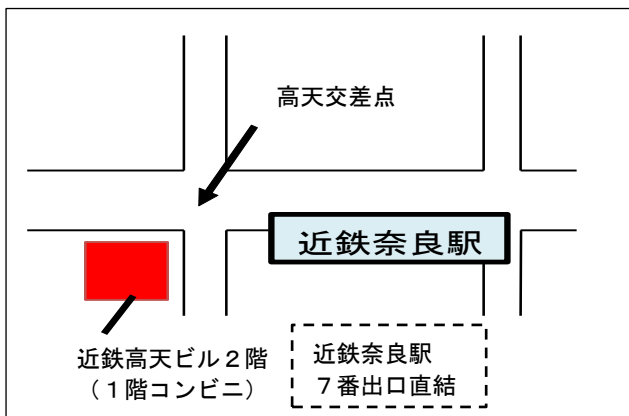 高天交差点
近鉄奈良駅
近鉄高天ビル２階
（１階コンビニ）
近鉄奈良駅
７番出口直結